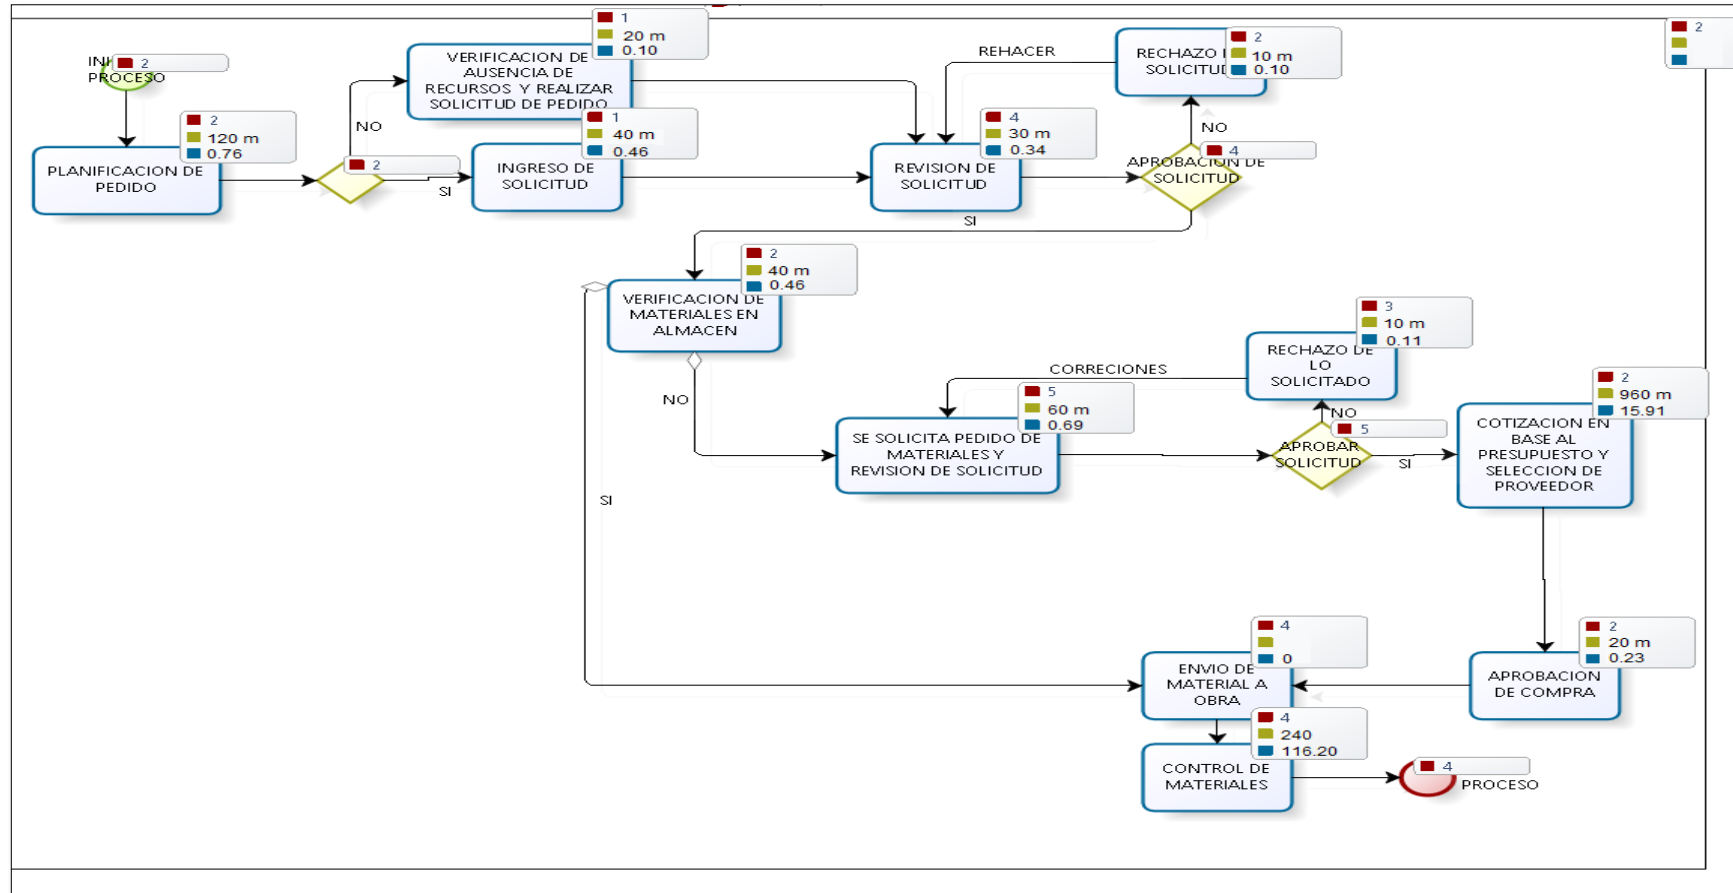 2
PROCESO
2
120 m
0.76
PLANIFICACION DE
PEDIDO
NO
2
SI
1
20 m
0.10
VERIFICACION DE
AUSENCIA DE
RECURSOS Y REALIZAR
SOLICITUD DE PEDIDO
1
40 m
0.46
INGRESO DE
SOLICITUD
REHACER
2
10 m
0.10
RECHAZO
SOLICITUD
4
30 m
0.34
REVISION DE
SOLICITUD
NO
4
APROBACION DE
SOLICITUD
SI
2
2
40 m
0.46
VERIFICACION DE
MATERIALES EN
ALMACEN
NO
SI
3
10 m
0.11
RECHAZO DE
LO
SOLICITADO
CORRECIONES
5
60 m
0.69
SE SOLICITA PEDIDO DE
MATERIALES Y
REVISION DE SOLICITUD
NO
5
APROBAR
SOLICITUD
SI
2
960 m
15.91
COTIZACION EN
BASE AL
PRESUPUESTO Y
SELECCION DE
PROVEEDOR
2
20 m
0.23
APROBACION
DE COMPRA
4
0
ENVIO DE
MATERIAL A
OBRA
4
240
116.20
CONTROL DE
MATERIALES
4
PROCESO